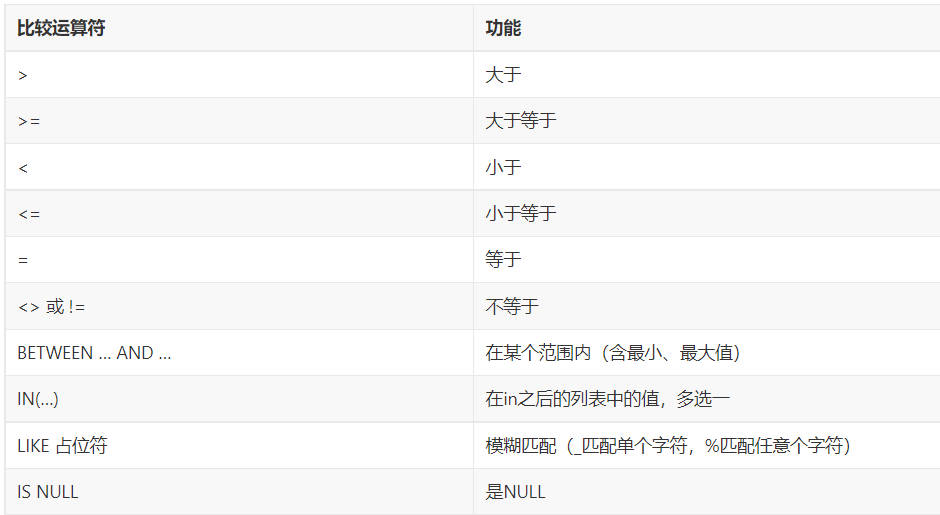 比较运算符 功能
> 大于
>= 大于等于
< 小于
<= 小于等于
= 等于
<> 或 != 不等于
BETWEEN ... AND ... 在某个范围内（含最小、最大值）
IN(...) 在in之后的列表中的值，多选一
LIKE 占位符 模糊匹配（_匹配单个字符，%匹配任意个字符）
IS NULL 是NULL